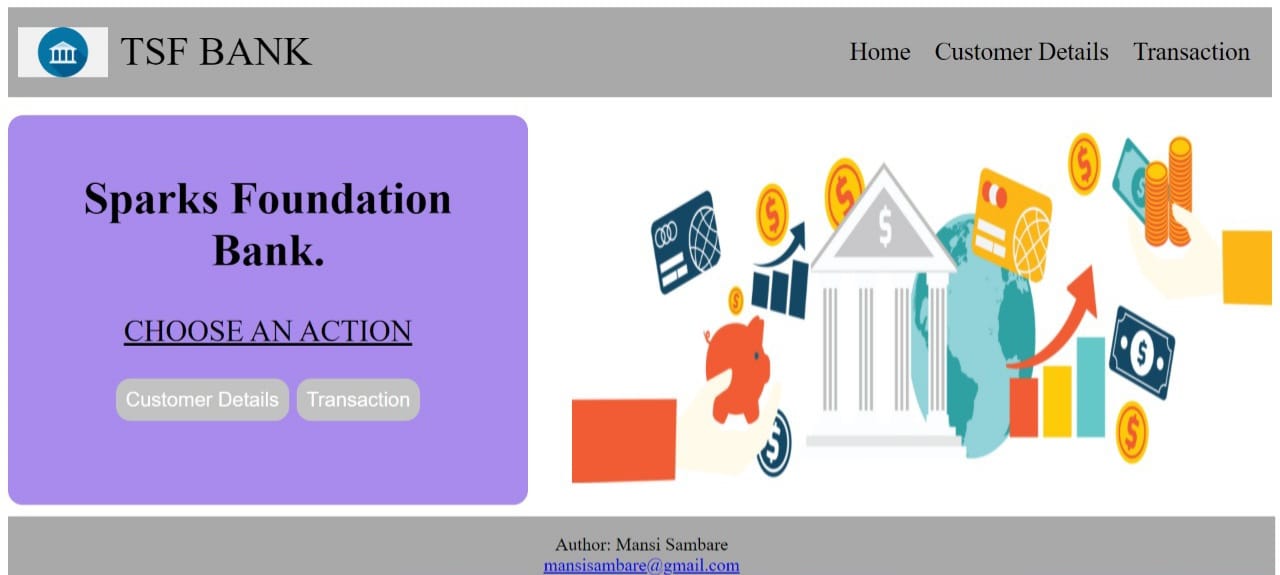 TSF BANK
Home Customer Details Transaction
Sparks Foundation
Bank.
CHOOSE AN ACTION
Customer Details Transaction
$
$
$
$
$
$
$
$
$
Author: Mansi Sambare
mansisambare@gmail.com